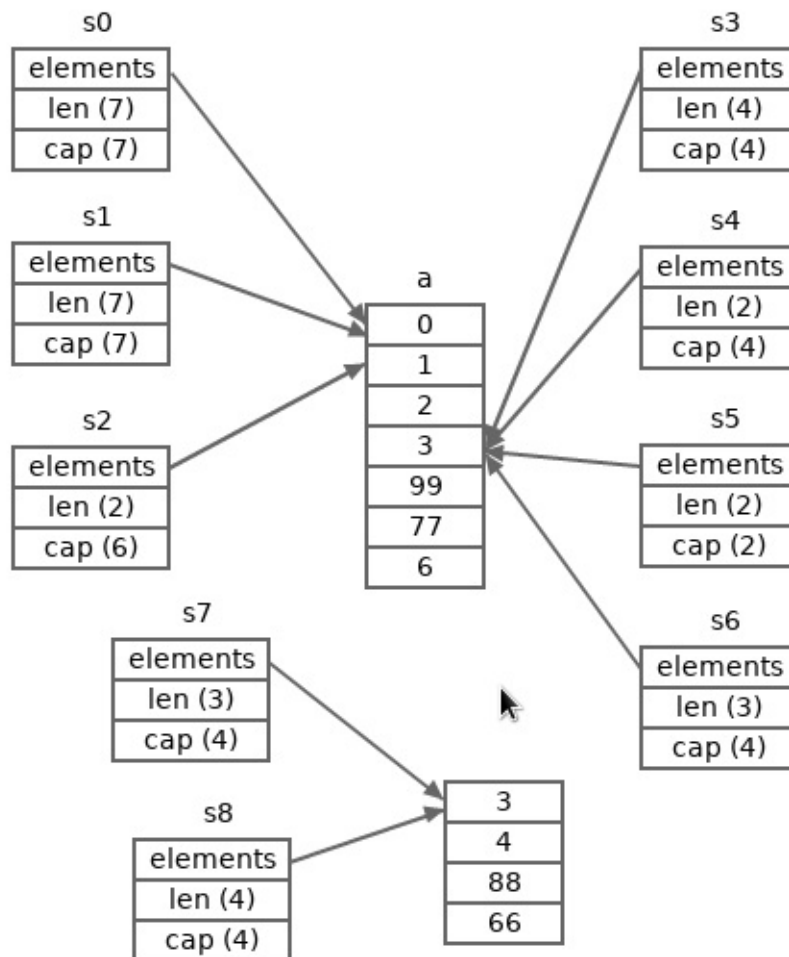 s0
elements
len (7)
cap (7)
s1
elements
len (7)
cap (7)
s2
elements
len (2)
cap (6)
a
0
1
2
3
99
77
6
s3
elements
len (4)
cap (4)
s4
elements
len (2)
cap (4)
s5
elements
len (2)
cap (2)
s6
elements
len (3)
cap (4)
s7
elements
len (3)
cap (4)
s8
elements
len (4)
cap (4)
3
4
88
66